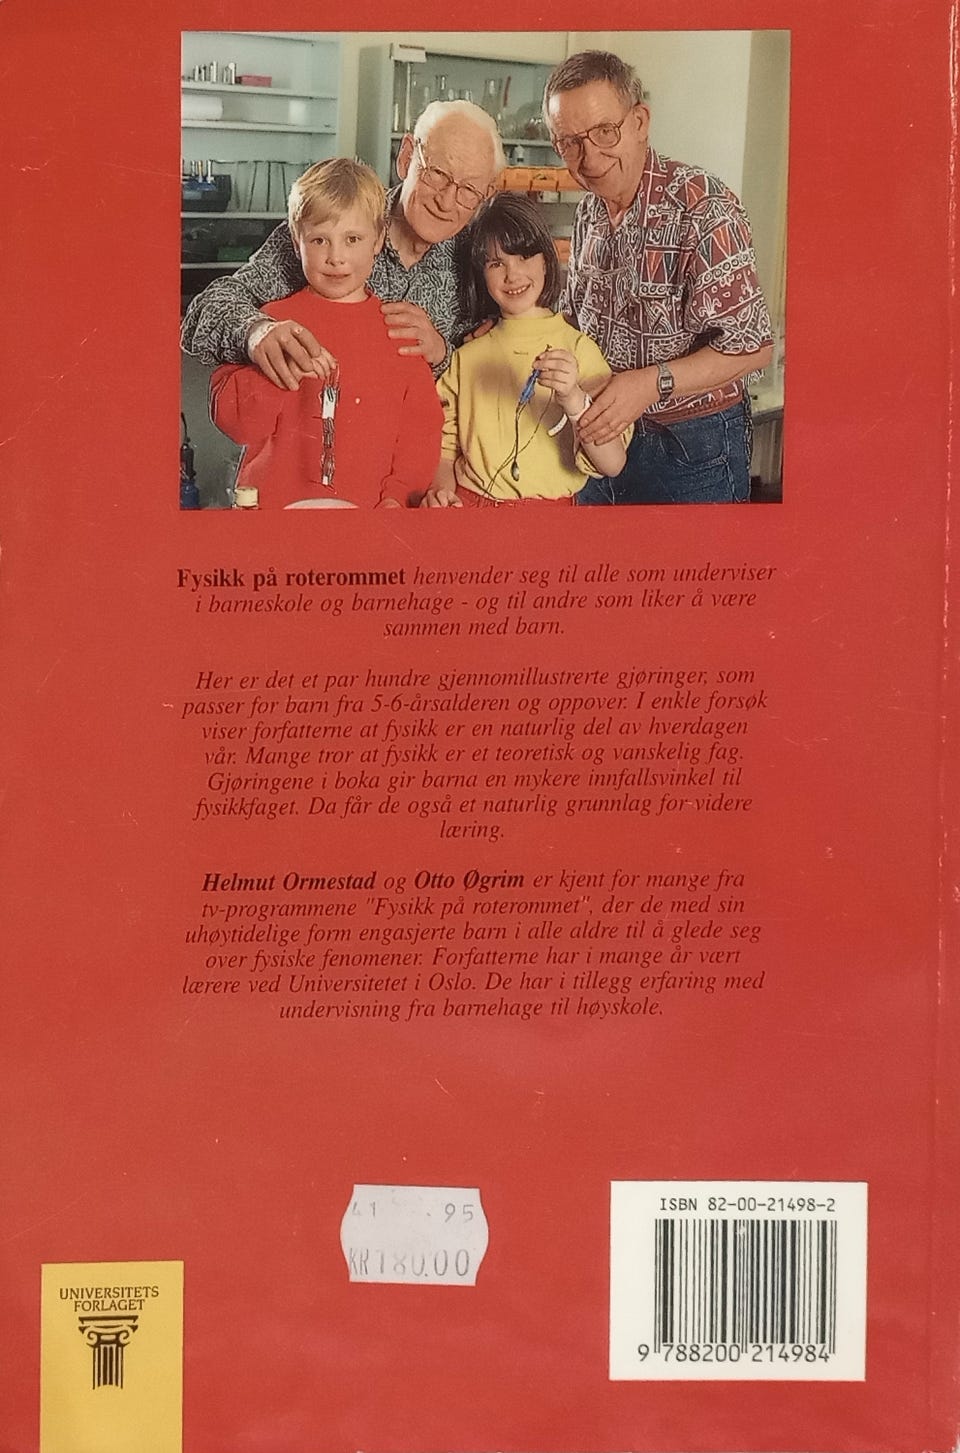 Fysikk på roterommet henvender seg til alle som underviser
i barneskole og barnehage - og til andre som liker å være
sammen med barn.
Her er det et par hundre gjennomillustrerte gjøringer, som
passer for barn fra 5-6-årsalderen og oppover. I enkle forsøk
viser forfatterne at fysikk er en naturlig del av hverdagen
vår. Mange tror at fysikk er et teoretisk og vanskelig fag.
Gjøringene i boka gir barna en mykere innfallsvinkel til
fysikkfaget. Da får de også et naturlig grunnlag for videre
læring.
Helmut Ormestad og Otto Øgrim er kjent for mange fra
tv-programmene "Fysikk på roterommet", der de med sin
uhøytidelige form engasjerte barn i alle aldre til å glede seg
over fysiske fenomener. Forfatterne har i mange år vært
lærere ved Universitetet i Oslo. De har i tillegg erfaring med
undervisning fra barnehage til høyskole.
41 .95
KR 180.00
ISBN 82-00-21498-2
9 788200 214984
UNIVERSITETS
FORLAGET